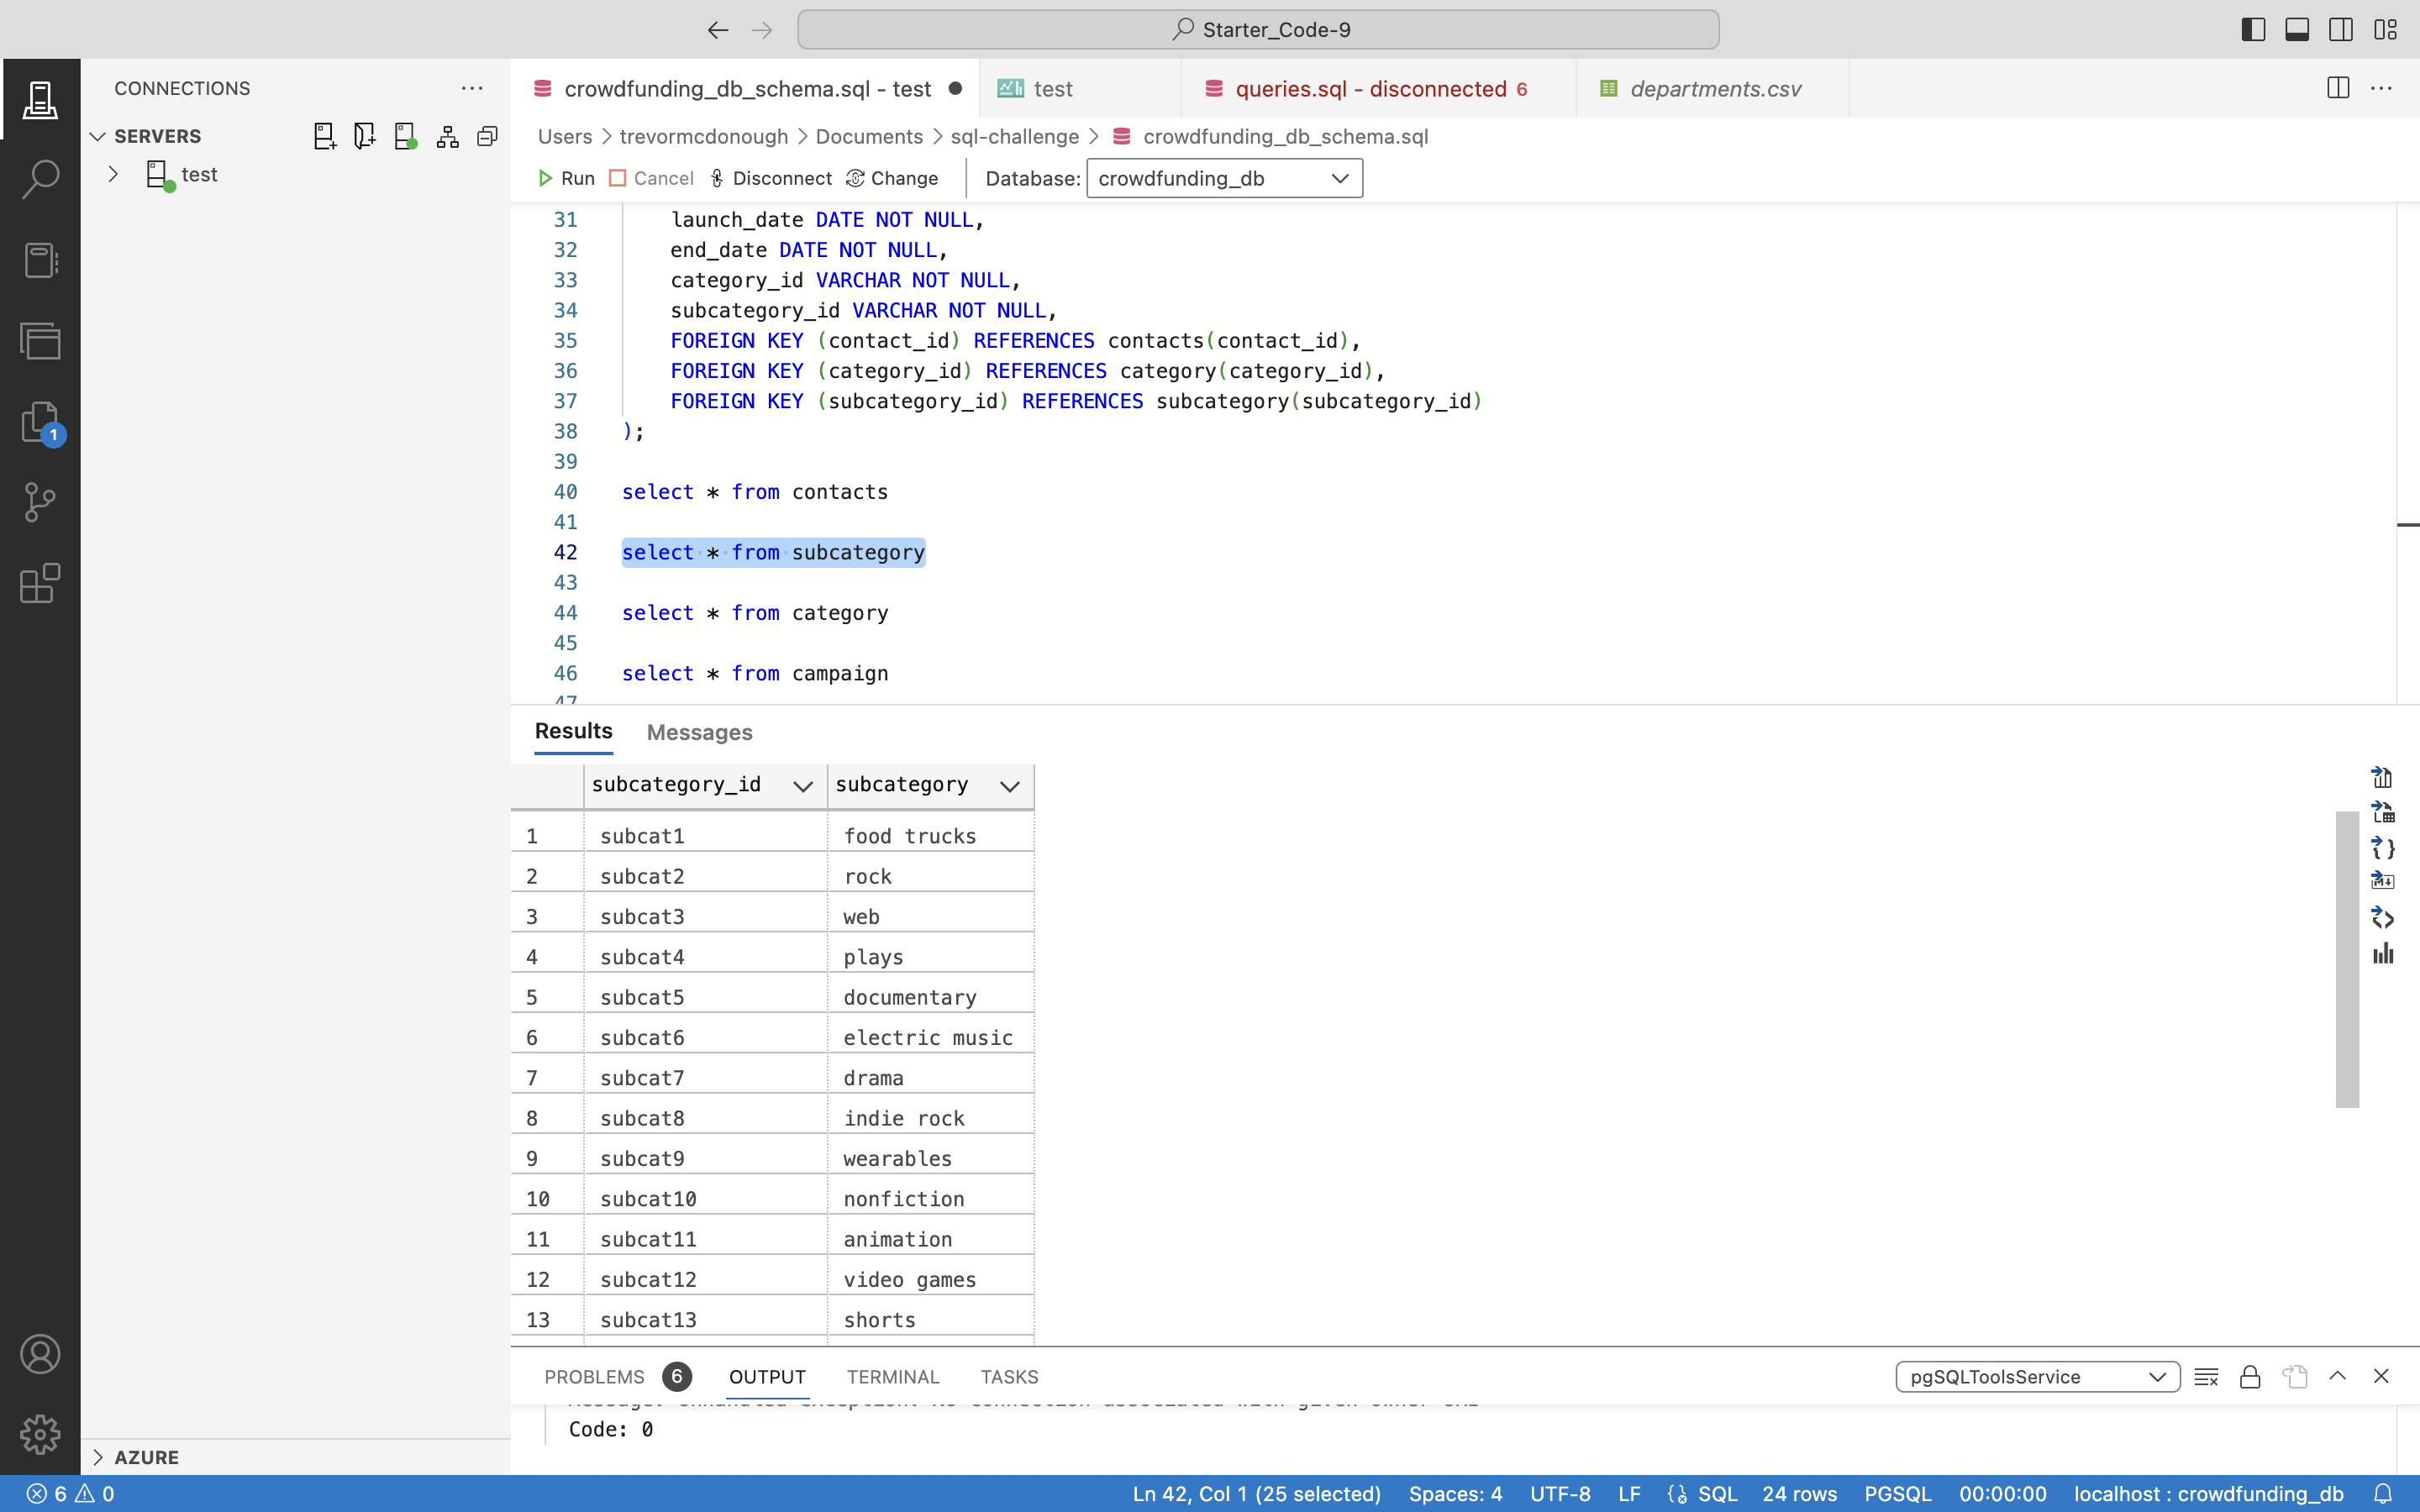 Starter_Code-9
CONNECTIONS
SERVERS
test
AZURE
crowdfunding_db_schema.sql - test
test
queries.sql - disconnected 6
departments.csv
Users > trevormcdonough > Documents > sql-challenge > crowdfunding_db_schema.sql
Run Cancel Disconnect Change Database: crowdfunding_db
31 launch_date DATE NOT NULL,
32 end_date DATE NOT NULL,
33 category_id VARCHAR NOT NULL,
34 subcategory_id VARCHAR NOT NULL,
35 FOREIGN KEY (contact_id) REFERENCES contacts(contact_id),
36 FOREIGN KEY (category_id) REFERENCES category(category_id),
37 FOREIGN KEY (subcategory_id) REFERENCES subcategory(subcategory_id)
38 );
39
40 select * from contacts
41
42 select * from subcategory
43
44 select * from category
45
46 select * from campaign
47
Results Messages
subcategory_id subcategory
1 subcat1 food trucks
2 subcat2 rock
3 subcat3 web
4 subcat4 plays
5 subcat5 documentary
6 subcat6 electric music
7 subcat7 drama
8 subcat8 indie rock
9 subcat9 wearables
10 subcat10 nonfiction
11 subcat11 animation
12 subcat12 video games
13 subcat13 shorts
PROBLEMS 6 OUTPUT TERMINAL TASKS pgSQLToolsService
Code: 0
1
6 0 Ln 42, Col 1 (25 selected) Spaces: 4 UTF-8 LF SQL 24 rows PGSQL 00:00:00 localhost : crowdfunding_db